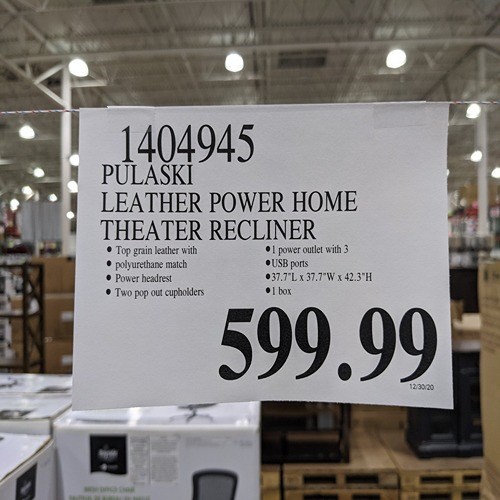 1404945
PULASKI
LEATHER POWER HOME
THEATER RECLINER
• Top grain leather with
• polyurethane match
• Power headrest
• Two pop out cupholders
• 1 power outlet with 3
• USB ports
• 37.7"L x 37.7"W x 42.3"H
• 1 box
599.99
12/30/20